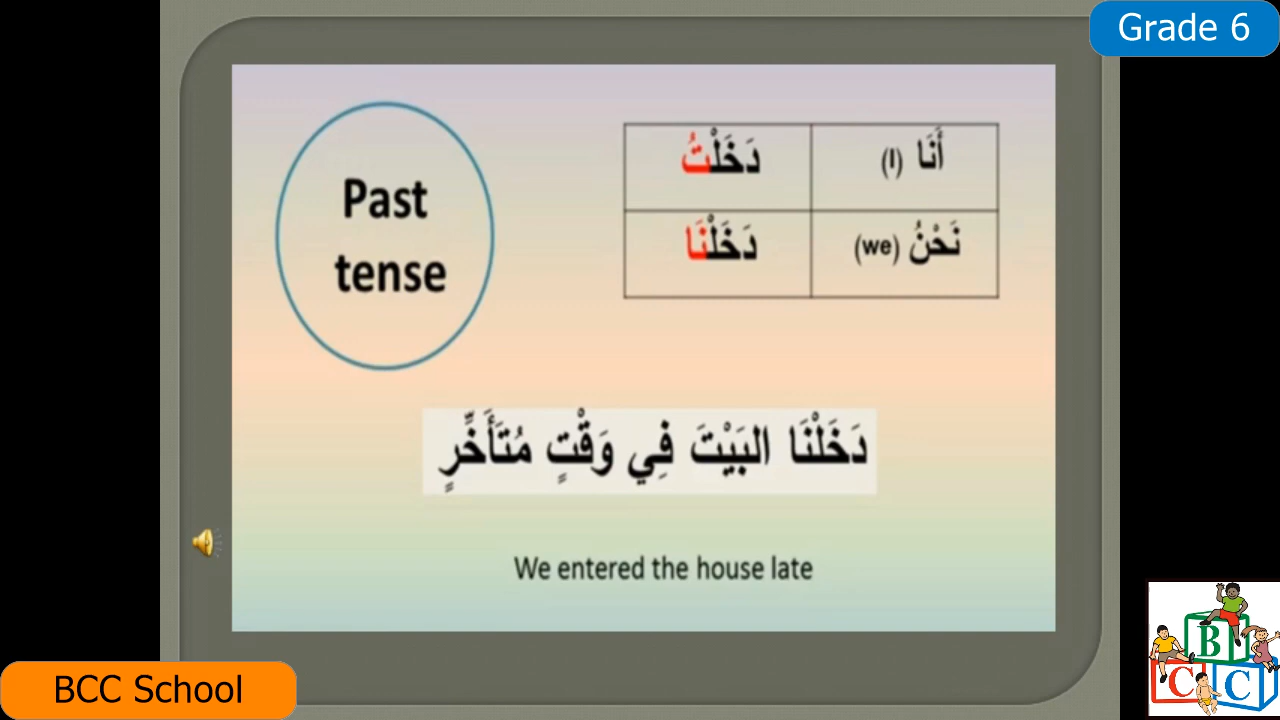 Grade 6
Past
tense
أَنَا (I) دَخَلْتُ
نَحْنُ (we) دَخَلْنَا
دَخَلْنَا البَيْتَ فِي وَقْتٍ مُتَأَخِّرٍ
We entered the house late
BCC School
B
C C